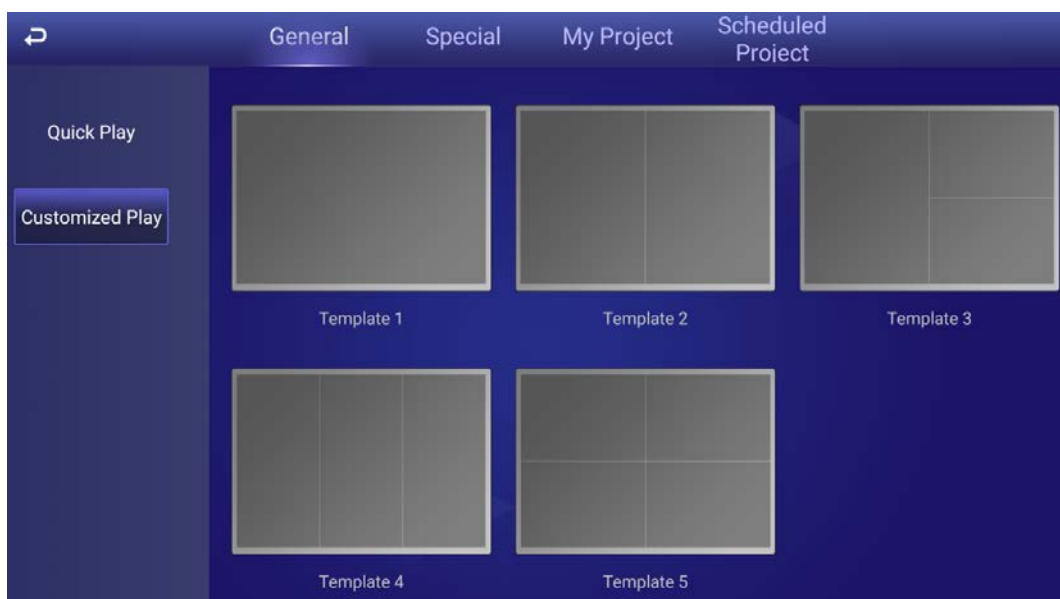 General
Special
My Project
Scheduled
Project
Quick Play
Customized Play
Template 1
Template 2
Template 3
Template 4
Template 5